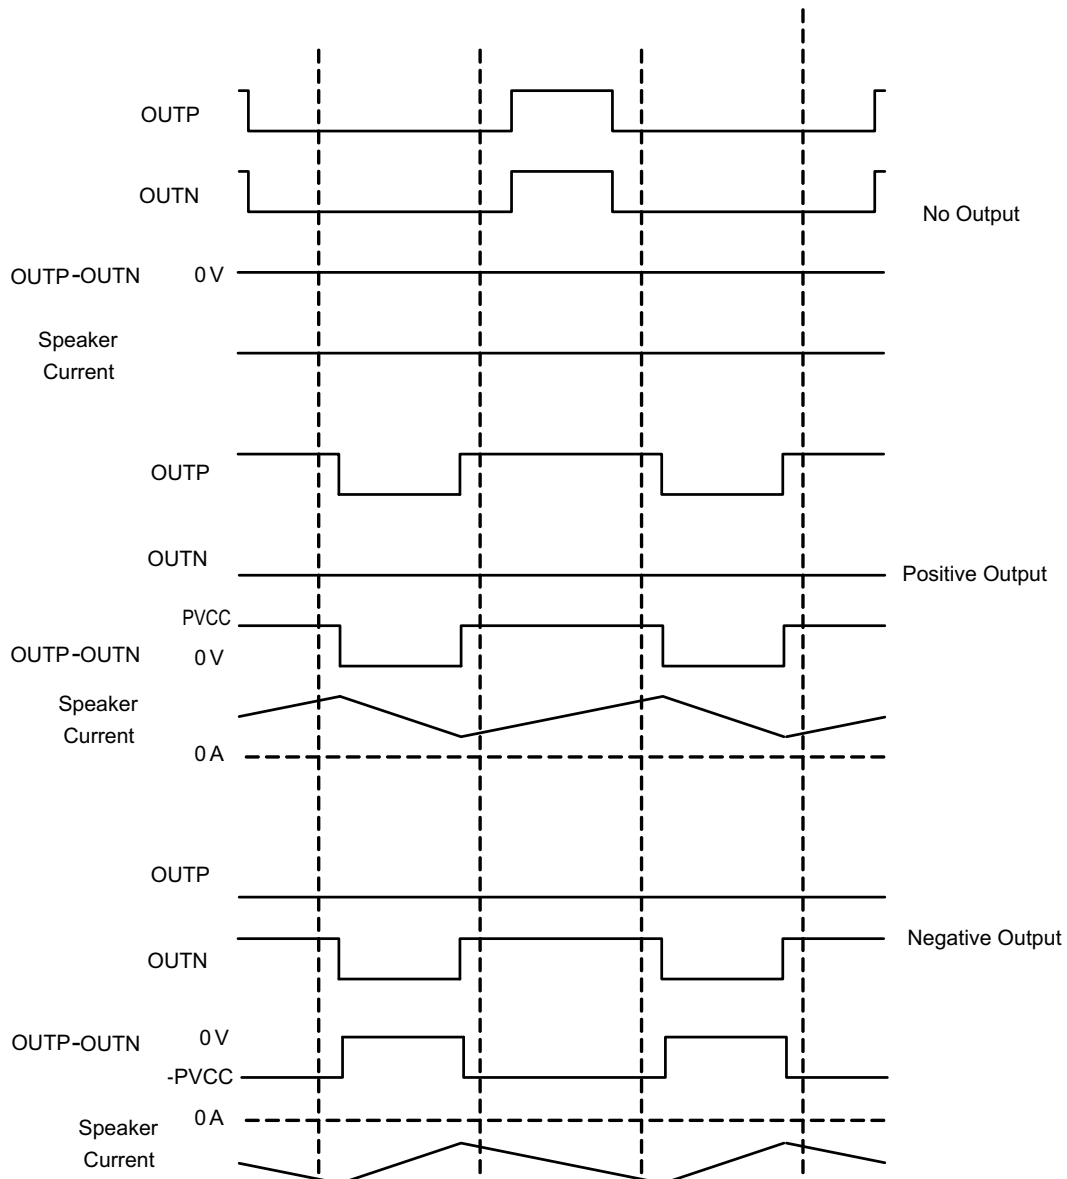 OUTP
OUTN
No Output
OUTP-OUTN 0 V
Speaker
Current
OUTP
OUTN
Positive Output
PVCC
OUTP-OUTN 0 V
Speaker
Current
0 A
OUTP
OUTN
Negative Output
OUTP-OUTN 0 V
-PVCC
0 A
Speaker
Current